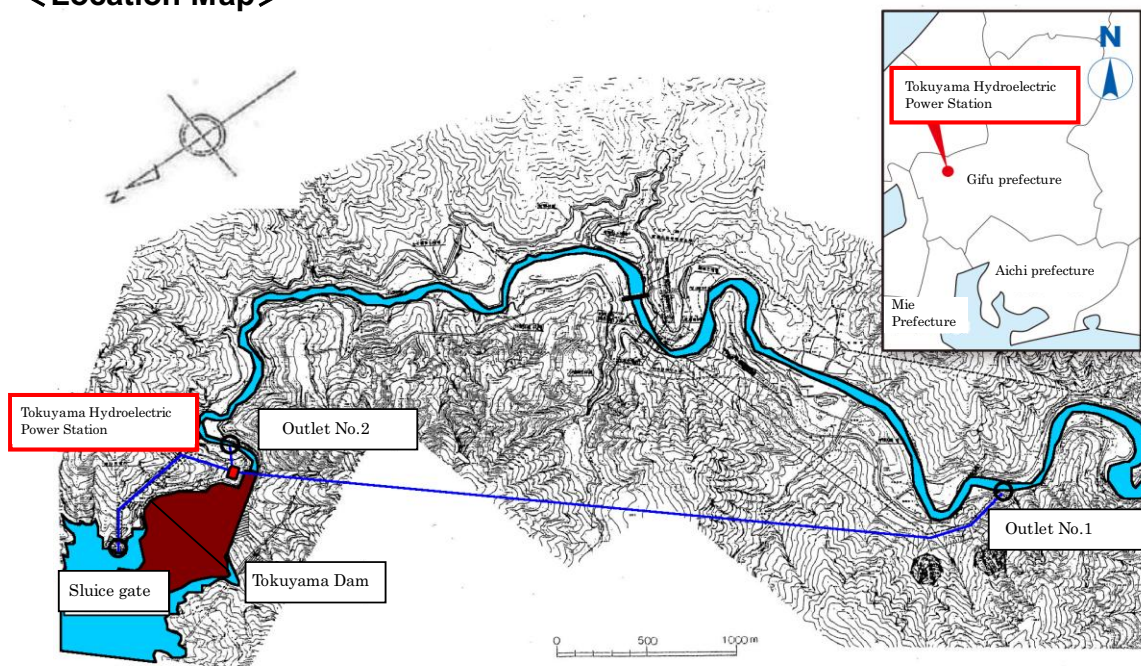 <Location Map>
N
Tokuyama Hydroelectric
Power Station
Gifu prefecture
Aichi prefecture
Mie
Prefecture
N
Tokuyama Hydroelectric
Power Station
Outlet No.2
Outlet No.1
Sluice gate
Tokuyama Dam
0 500 1000m